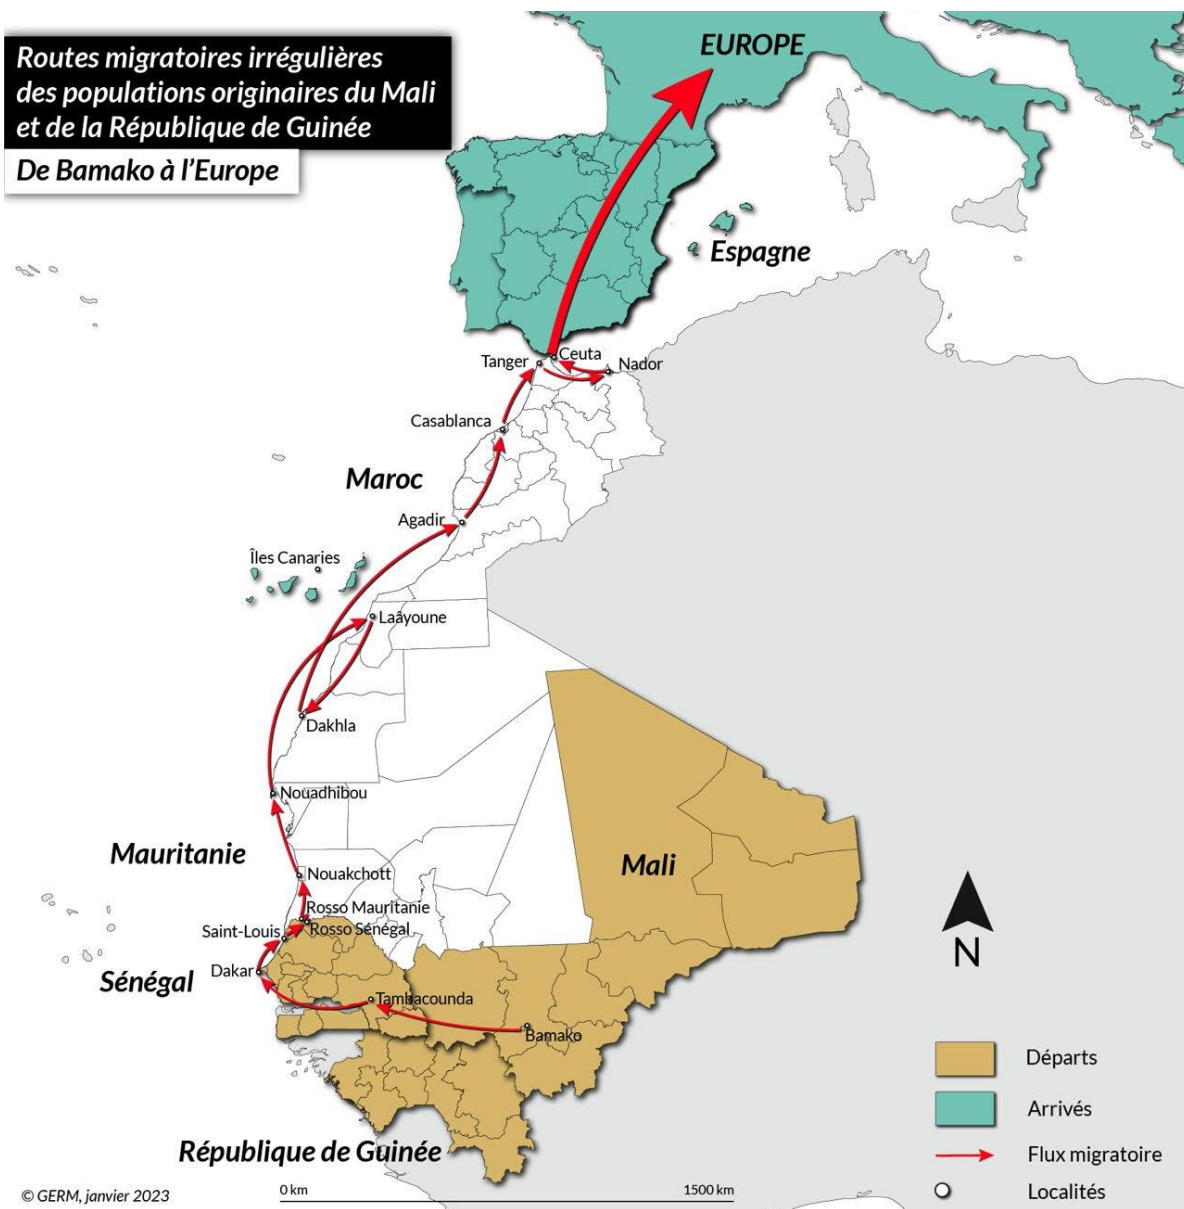 Routes migratoires irrégulières
des populations originaires du Mali
et de la République de Guinée
De Bamako à l'Europe
EUROPE
Espagne
Ceuta
Tanger
Nador
Casablanca
Maroc
Agadir
Îles Canaries
Laâyoune
Dakhla
Nouadhibou
Mauritanie
Mali
Nouakchott
Rosso Mauritanie
Rosso Sénégal
Saint-Louis
Dakar
Sénégal
Tambacounda
Bamako
République de Guinée
N
Départs
Arrivés
Flux migratoire
Localités
0 km
1500 km
© GERM, janvier 2023